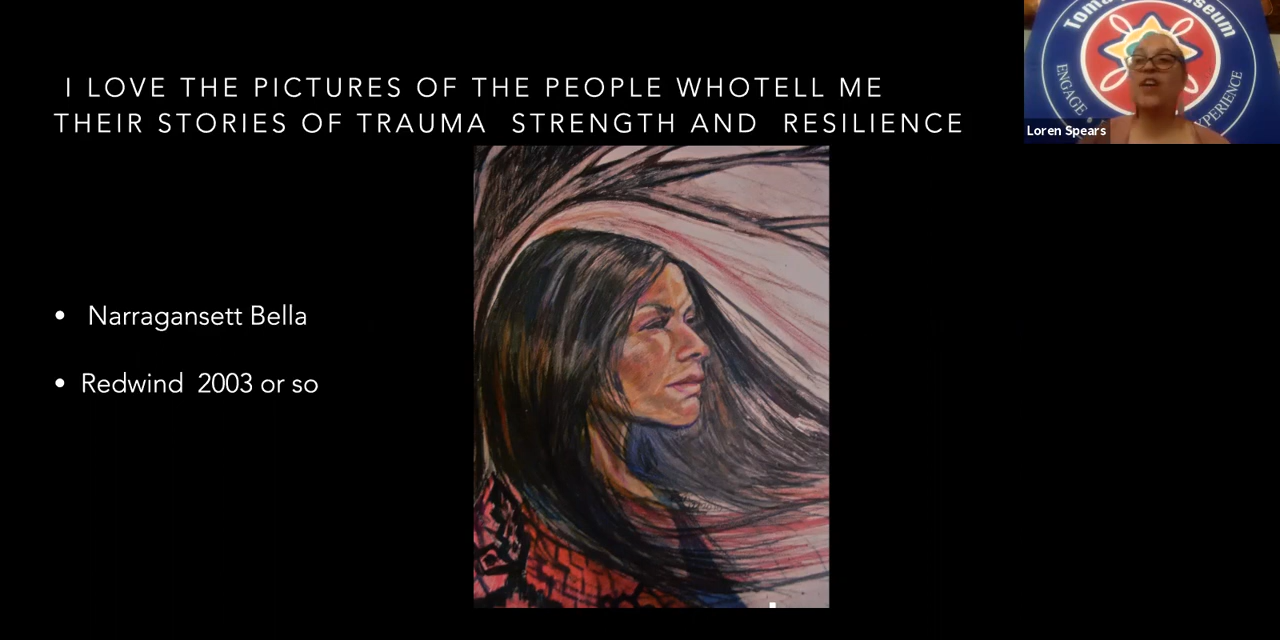 I LOVE THE PICTURES OF THE PEOPLE WHOTELL ME
THEIR STORIES OF TRAUMA STRENGTH AND RESILIENCE
• Narragansett Bella
• Redwind 2003 or so
ENGAGE
Loren Spears